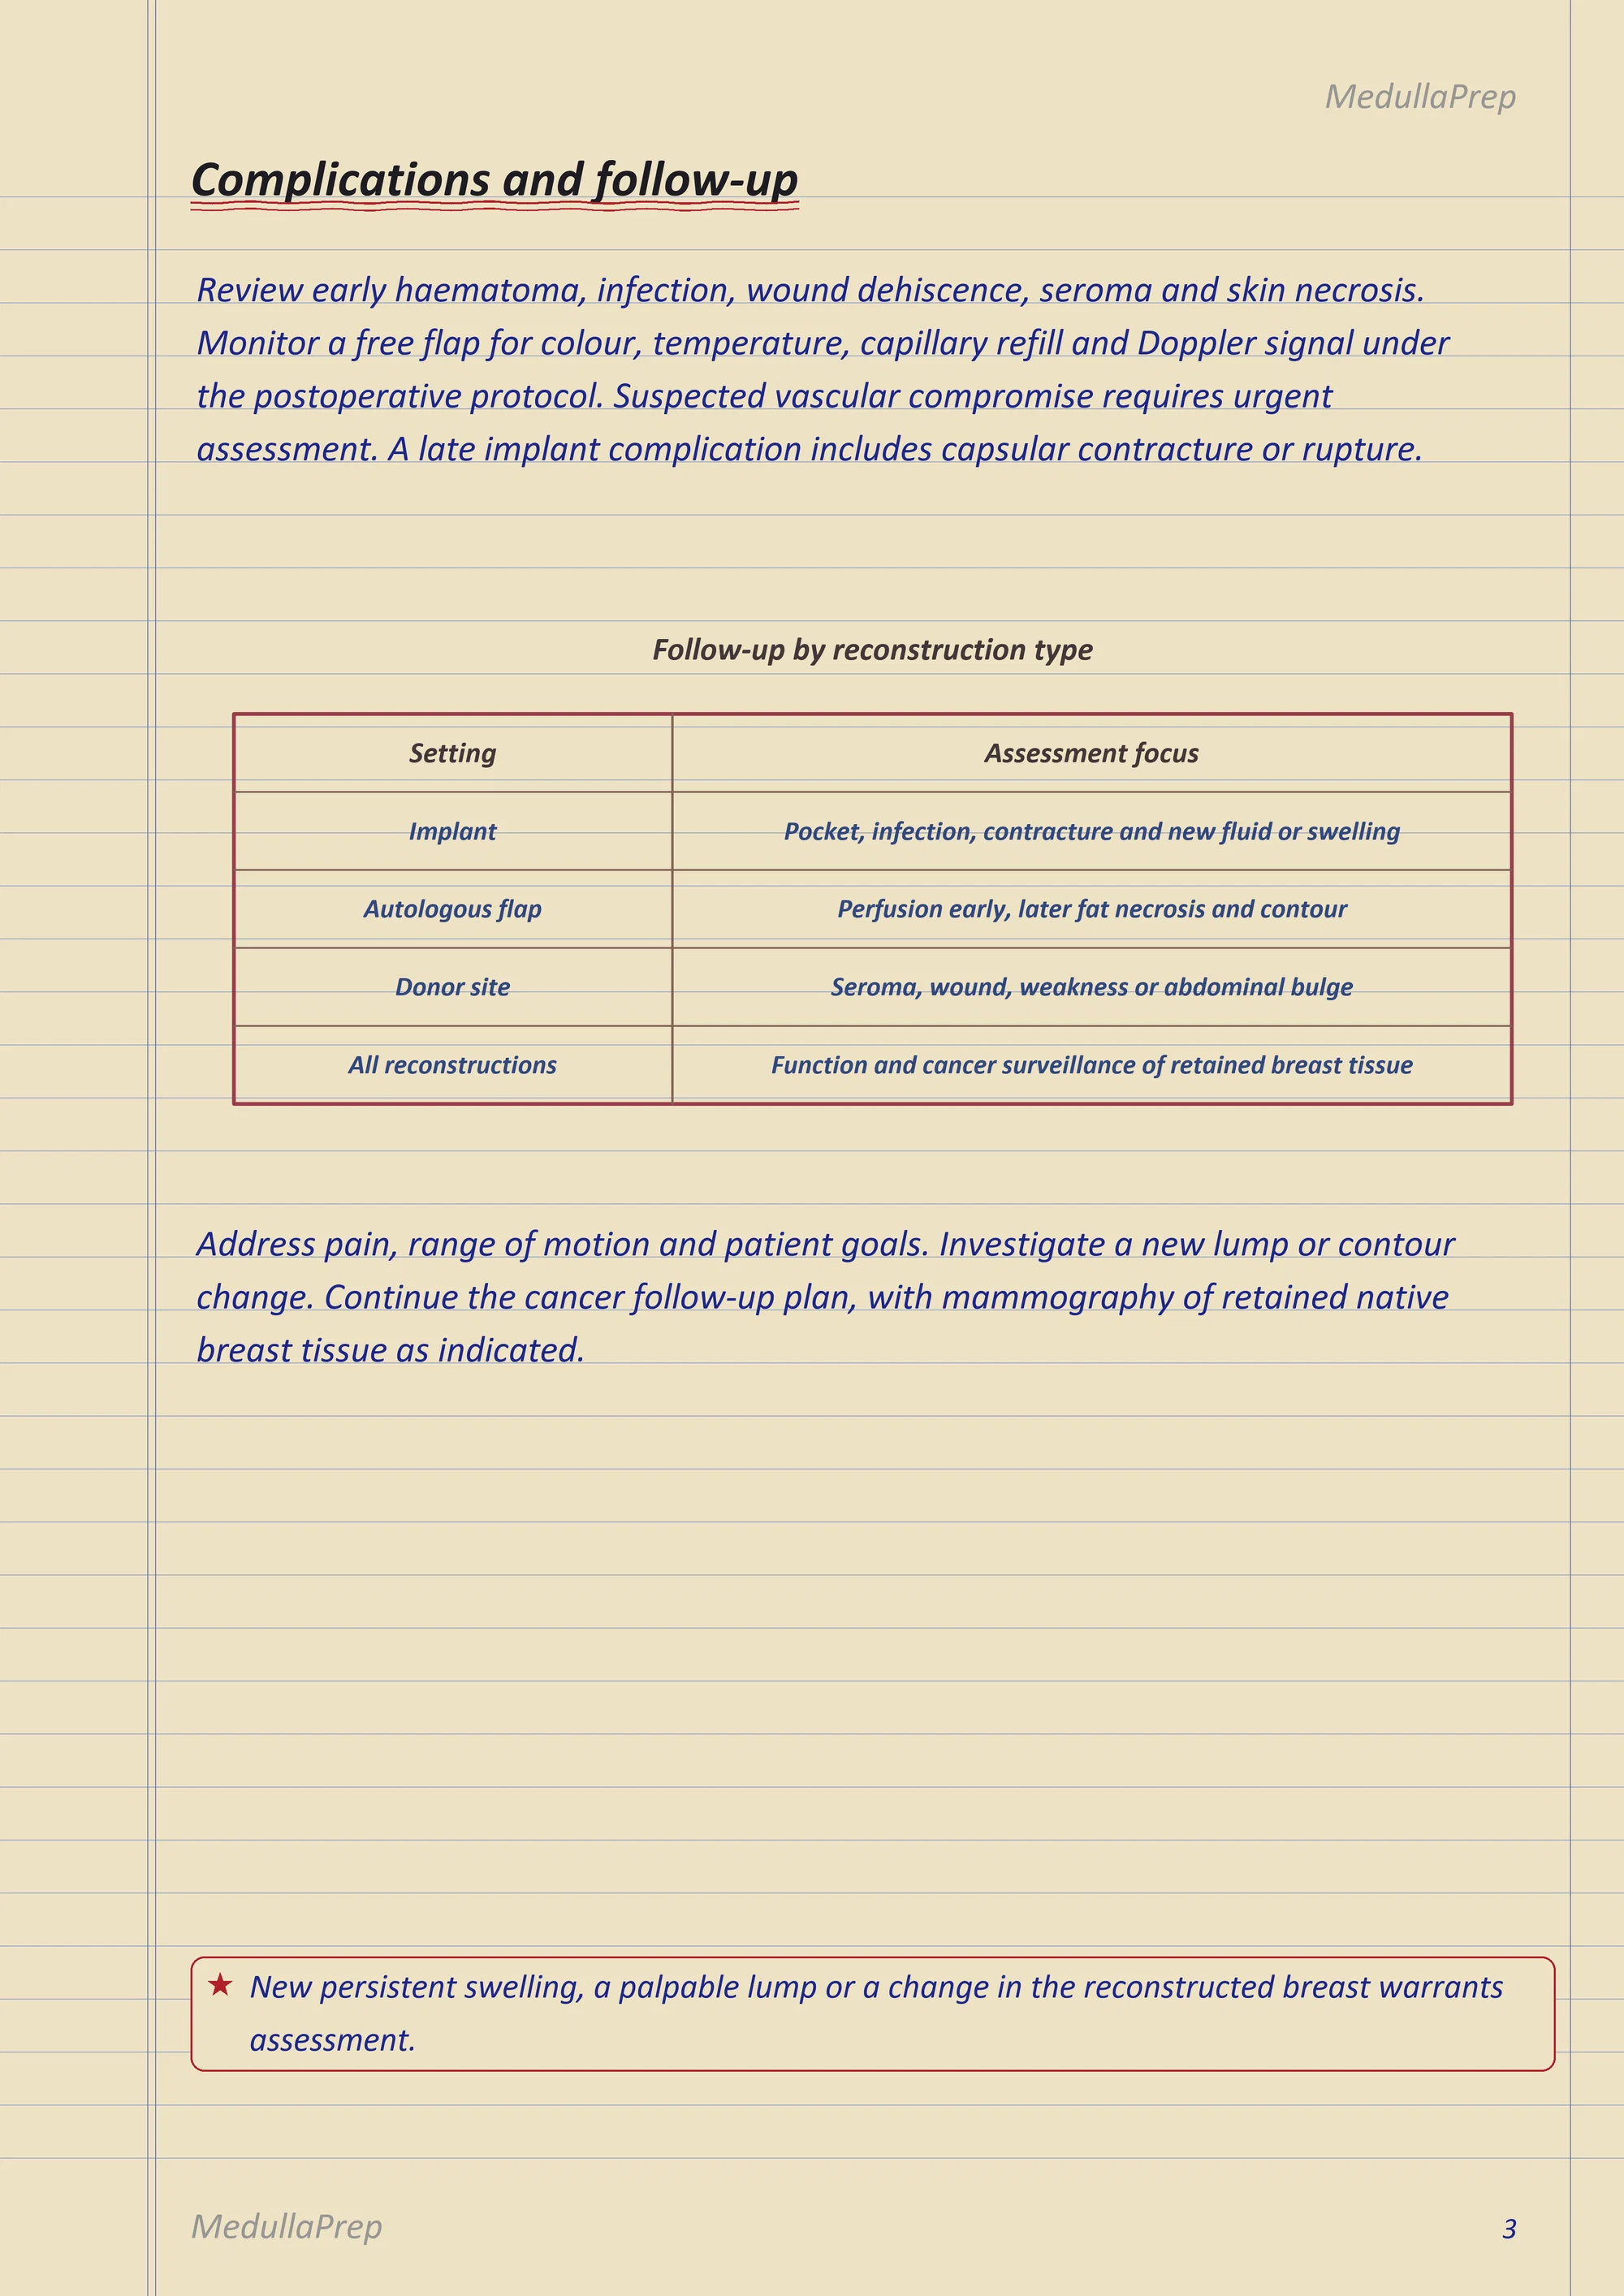 MedullaPrep
Complications and follow-up
Review early haematoma, infection, wound dehiscence, seroma and skin necrosis.
Monitor a free flap for colour, temperature, capillary refill and Doppler signal under
the postoperative protocol. Suspected vascular compromise requires urgent
assessment. A late implant complication includes capsular contracture or rupture.
Follow-up by reconstruction type
Setting Assessment focus
Implant Pocket, infection, contracture and new fluid or swelling
Autologous flap Perfusion early, later fat necrosis and contour
Donor site Seroma, wound, weakness or abdominal bulge
All reconstructions Function and cancer surveillance of retained breast tissue
Address pain, range of motion and patient goals. Investigate a new lump or contour
change. Continue the cancer follow-up plan, with mammography of retained native
breast tissue as indicated.
★ New persistent swelling, a palpable lump or a change in the reconstructed breast warrants
assessment.
MedullaPrep 3